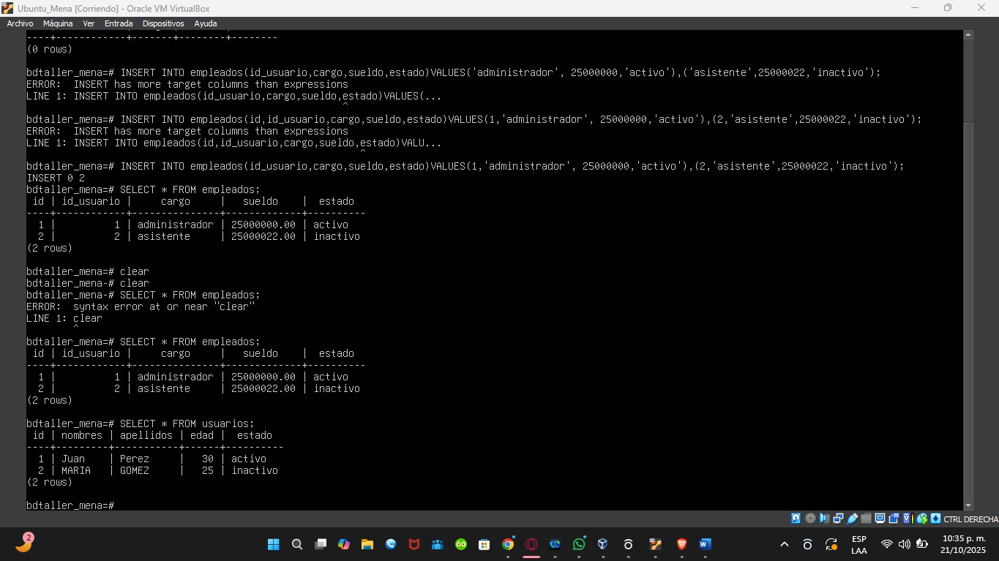 Ubuntu_Mena [Corriendo] - Oracle VM VirtualBox
Archivo Máquina Ver Entrada Dispositivos Ayuda
----+------------+--------+--------+--------
(0 rows)
bdtaller_mena=# INSERT INTO empleados(id_usuario,cargo,sueldo,estado)VALUES('administrador', 25000000,'activo'),('asistente',25000022,'inactivo');
ERROR:  INSERT has more target columns than expressions
LINE 1: INSERT INTO empleados(id_usuario,cargo,sueldo,estado)VALUES(...
^
bdtaller_mena=# INSERT INTO empleados(id,id_usuario,cargo,sueldo,estado)VALUES(1,'administrador', 25000000,'activo'),(2,'asistente',25000022,'inactivo');
ERROR:  INSERT has more target columns than expressions
LINE 1: INSERT INTO empleados(id,id_usuario,cargo,sueldo,estado)VALU...
^
bdtaller_mena=# INSERT INTO empleados(id_usuario,cargo,sueldo,estado)VALUES(1,'administrador', 25000000,'activo'),(2,'asistente',25000022,'inactivo');
INSERT 0 2
bdtaller_mena=# SELECT * FROM empleados;
 id | id_usuario |     cargo     |   sueldo    |  estado
----+------------+---------------+-------------+----------
  1 |          1 | administrador | 25000000.00 | activo
  2 |          2 | asistente     | 25000022.00 | inactivo
(2 rows)
bdtaller_mena=# clear
bdtaller_mena-# clear
bdtaller_mena-# SELECT * FROM empleados;
ERROR:  syntax error at or near "clear"
LINE 1: clear
^
bdtaller_mena=# SELECT * FROM empleados;
 id | id_usuario |     cargo     |   sueldo    |  estado
----+------------+---------------+-------------+----------
  1 |          1 | administrador | 25000000.00 | activo
  2 |          2 | asistente     | 25000022.00 | inactivo
(2 rows)
bdtaller_mena=# SELECT * FROM usuarios;
 id | nombres | apellidos | edad |  estado
----+---------+-----------+------+----------
  1 | Juan    | Perez     |   30 | activo
  2 | MARIA   | GOMEZ     |   25 | inactivo
(2 rows)
bdtaller_mena=#
CTRL DERECHA
2
ESP
LAA
10:35 p. m.
21/10/2025